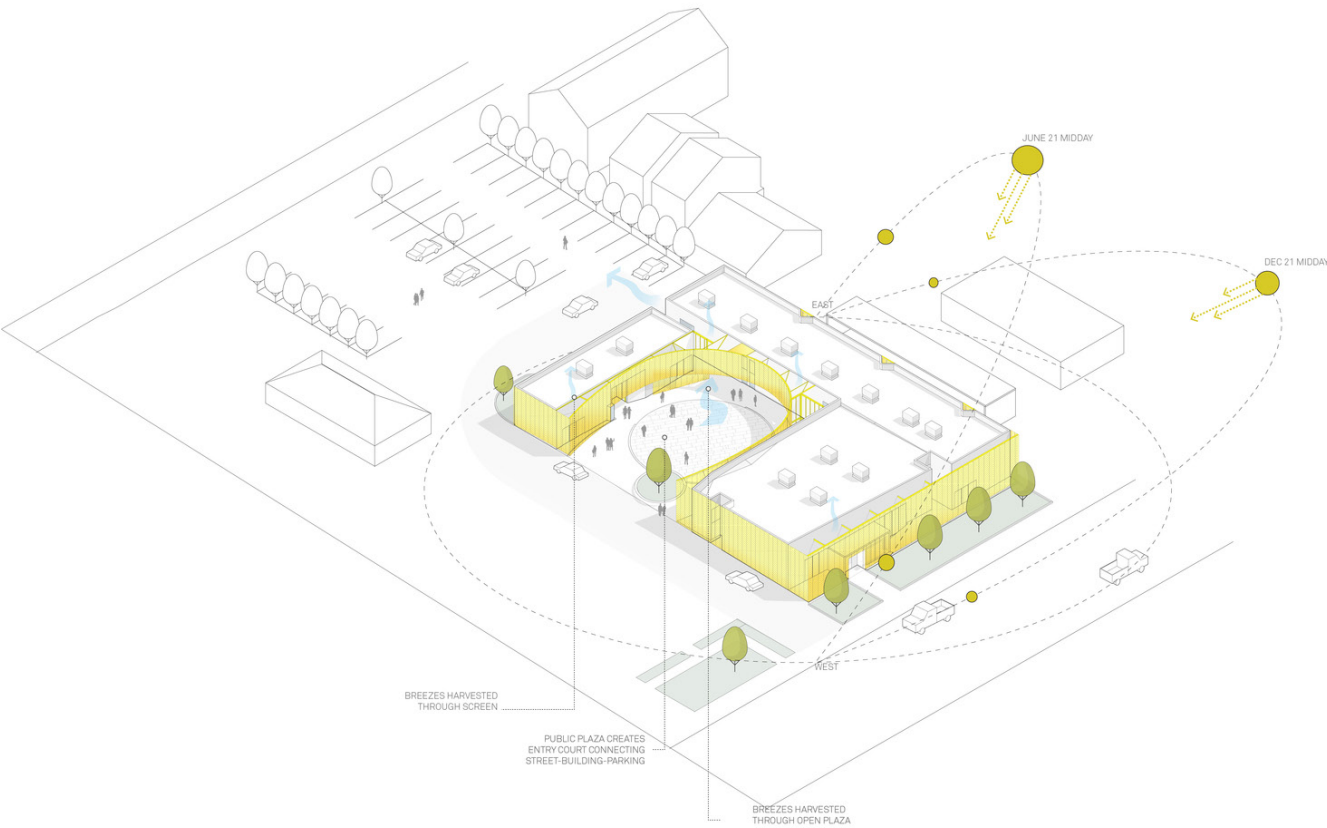 JUNE 21 MIDDAY
DEC 21 MIDDAY
EAST
WEST
BREEZES HARVESTED
THROUGH SCREEN
PUBLIC PLAZA CREATES
ENTRY COURT CONNECTING
STREET-BUILDING-PARKING
BREEZES HARVESTED
THROUGH OPEN PLAZA